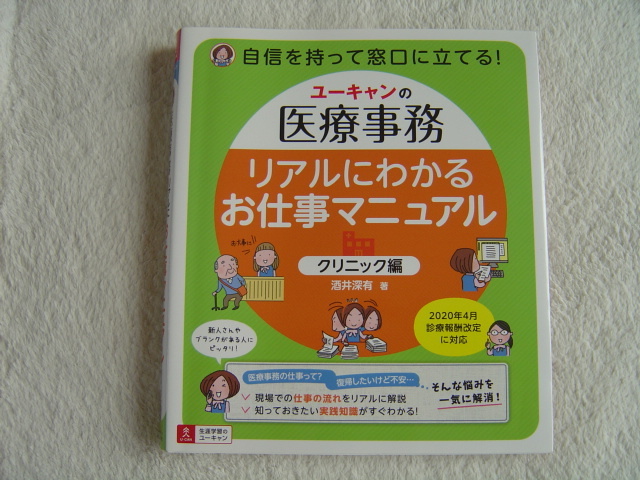 自信を持って窓口に立てる!
ユーキャンの
医療事務
リアルにわかる
お仕事マニュアル
クリニック編
酒井深有 著
2020年4月
診療報酬改定
に対応
新人さんや
ブランクがある人に
ピッタリ!
医療事務の仕事って?
復帰したいけど不安…
現場での仕事の流れをリアルに解説
知っておきたい実践知識がすぐわかる!
そんな悩みを
一気に解消!
U-CAN
生涯学習の
ユーキャン